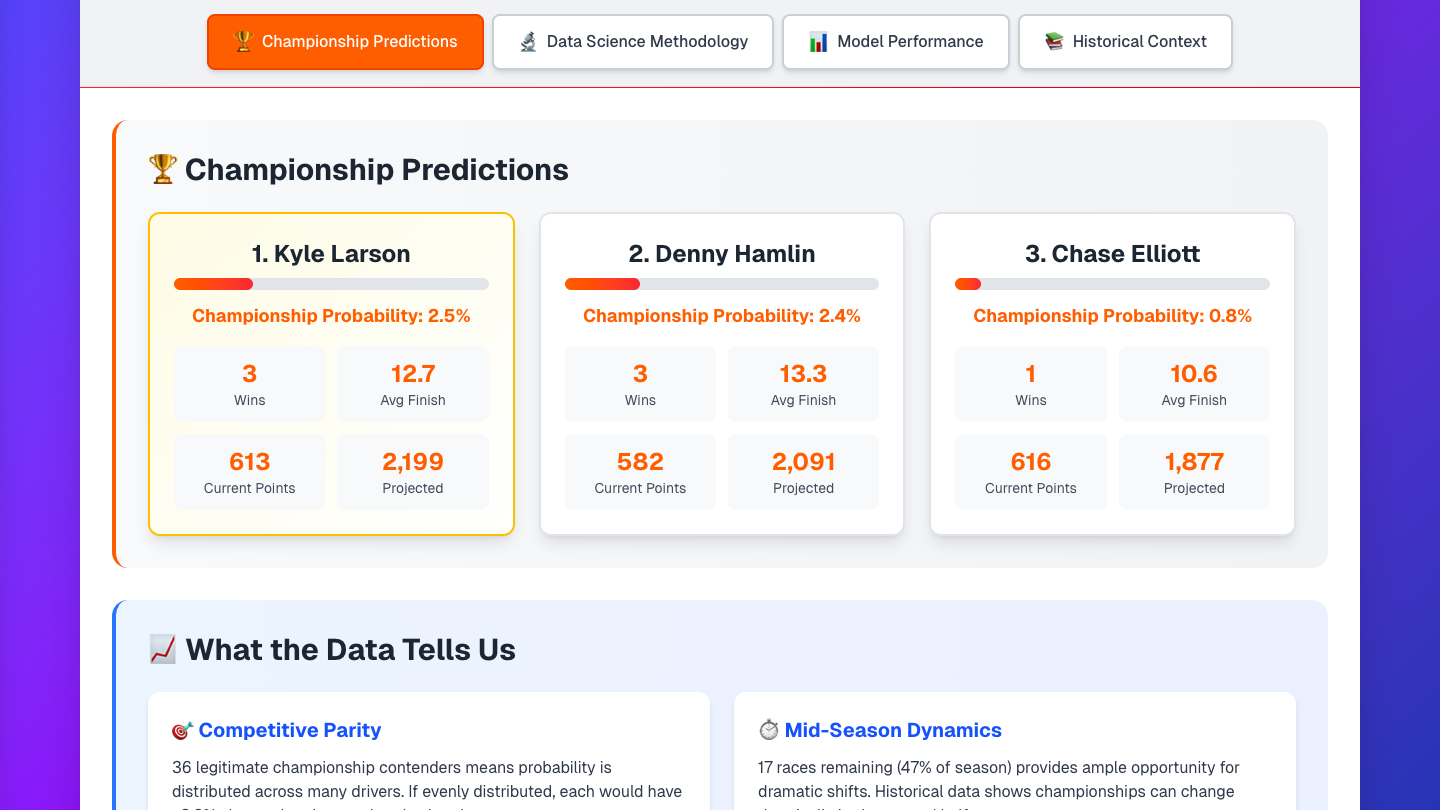 🏆 Championship Predictions
🔬 Data Science Methodology
📊 Model Performance
📚 Historical Context
🏆 Championship Predictions
1. Kyle Larson
Championship Probability: 2.5%
3
Wins
12.7
Avg Finish
613
Current Points
2,199
Projected
2. Denny Hamlin
Championship Probability: 2.4%
3
Wins
13.3
Avg Finish
582
Current Points
2,091
Projected
3. Chase Elliott
Championship Probability: 0.8%
1
Wins
10.6
Avg Finish
616
Current Points
1,877
Projected
📈 What the Data Tells Us
🎯 Competitive Parity
36 legitimate championship contenders means probability is
distributed across many drivers. If evenly distributed, each would have
⏱️ Mid-Season Dynamics
17 races remaining (47% of season) provides ample opportunity for
dramatic shifts. Historical data shows championships can change